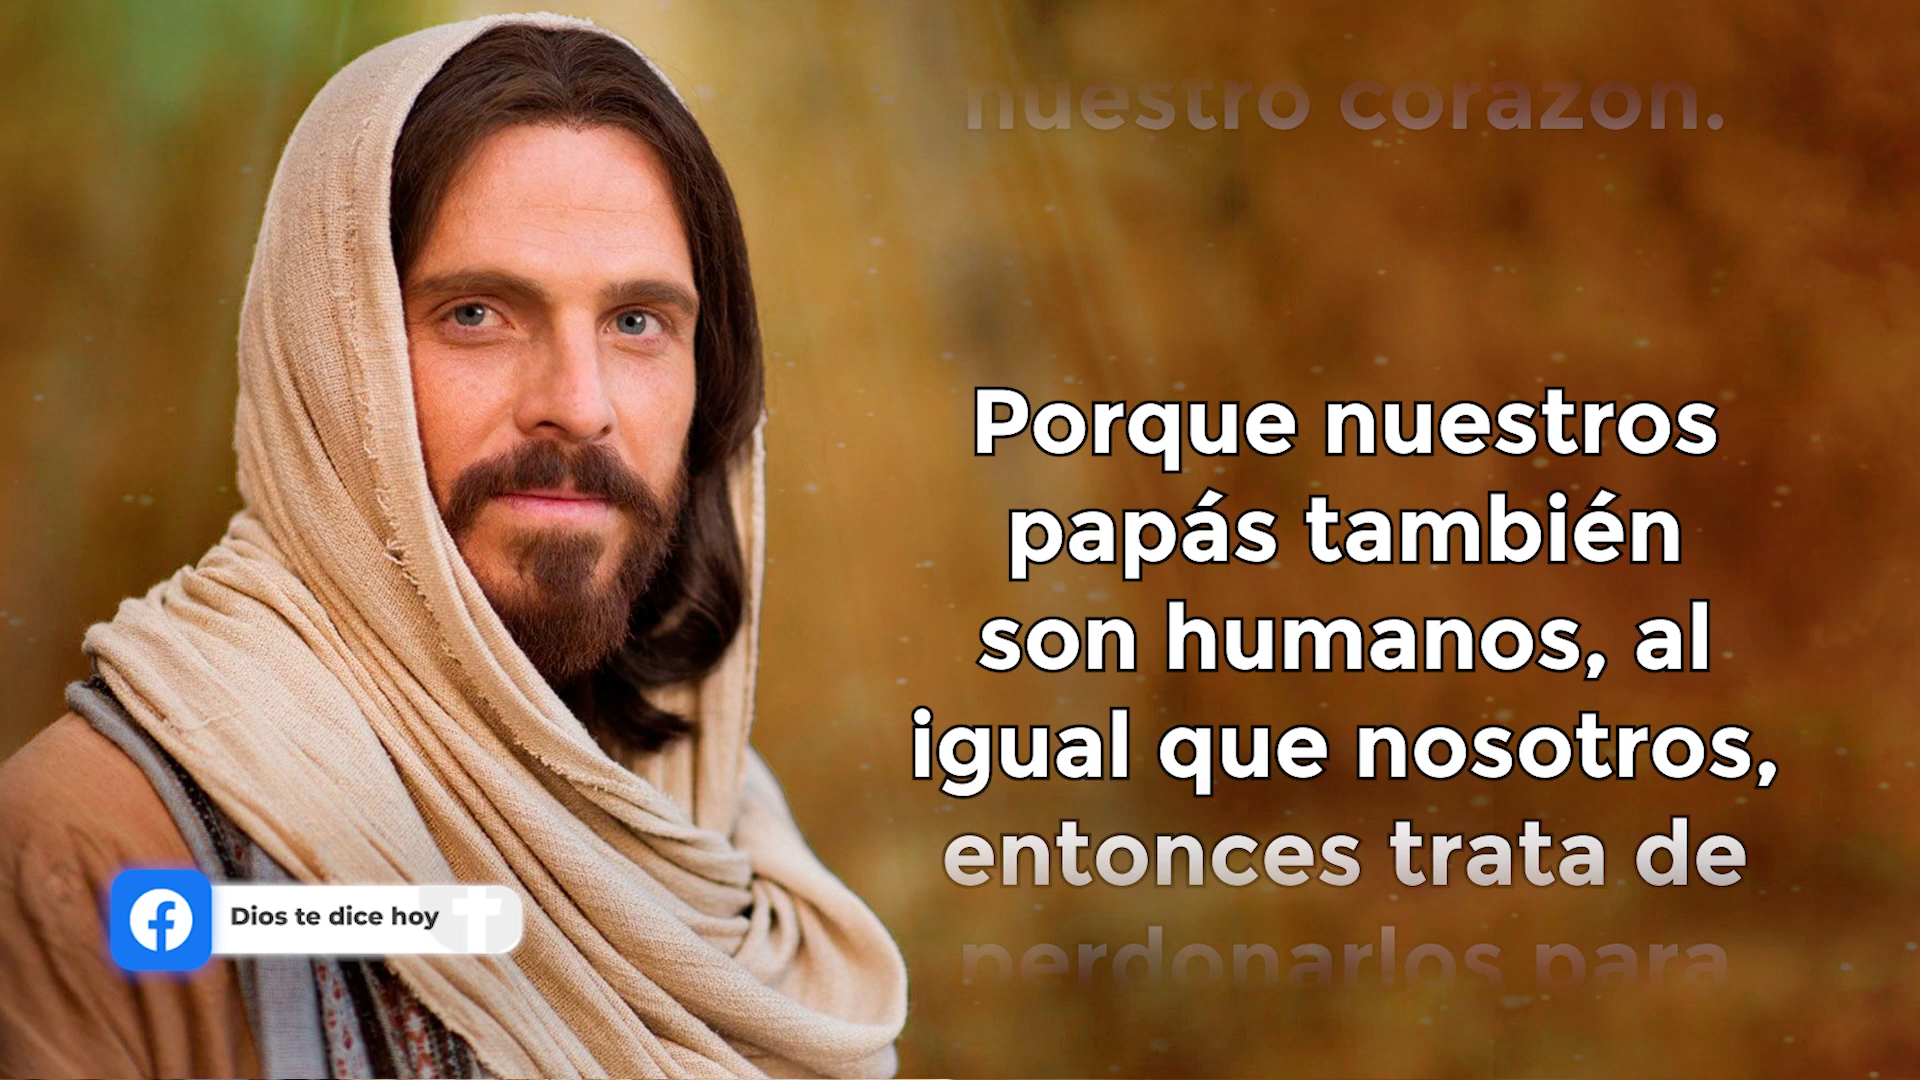 nuestro corazon.
Porque nuestros
papás también
son humanos, al
igual que nosotros,
entonces trata de
perdonarlos para
Dios te dice hoy